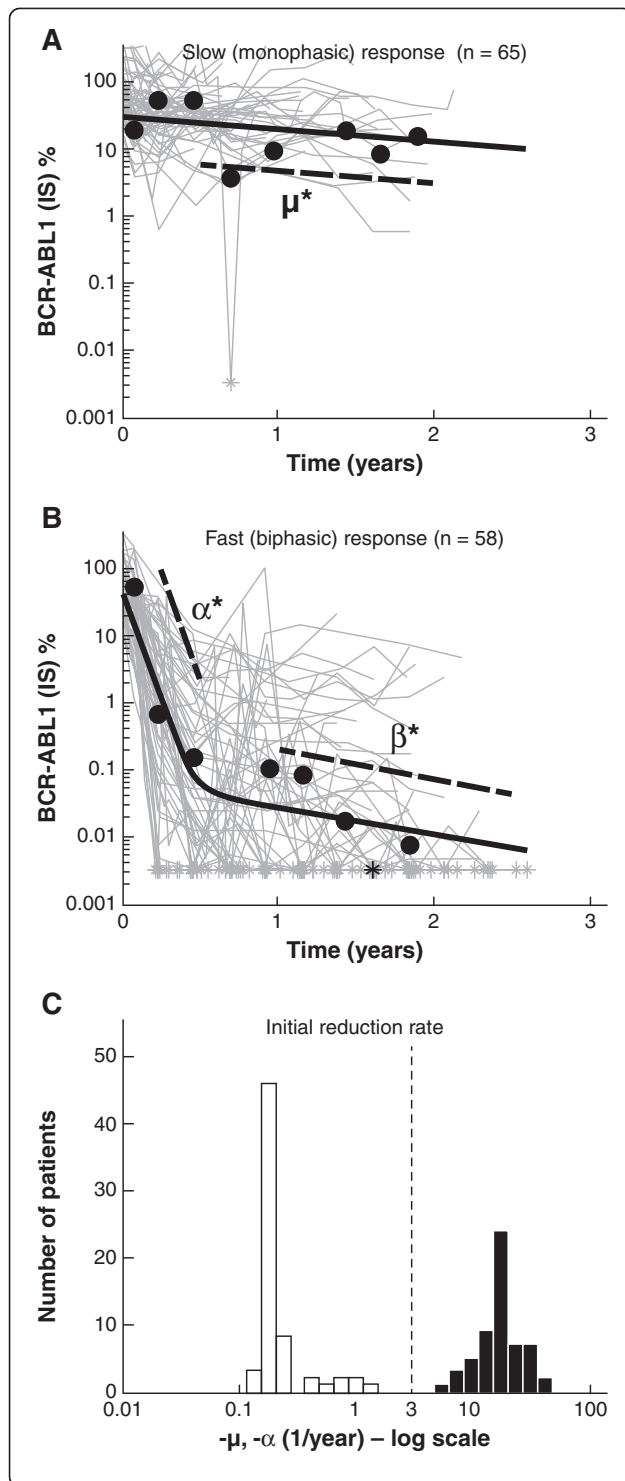 A
Slow (monophasic) response (n = 65)
BCR-ABL1 (IS) %
100
10
1
0.1
0.01
0.001
μ*
0 1 2 3
Time (years)
B
Fast (biphasic) response (n = 58)
BCR-ABL1 (IS) %
100
10
1
0.1
0.01
0.001
α*
β*
0 1 2 3
Time (years)
C
Initial reduction rate
Number of patients
50
40
30
20
10
0
0.01 0.1 1 3 10 100
-μ, -α (1/year) – log scale